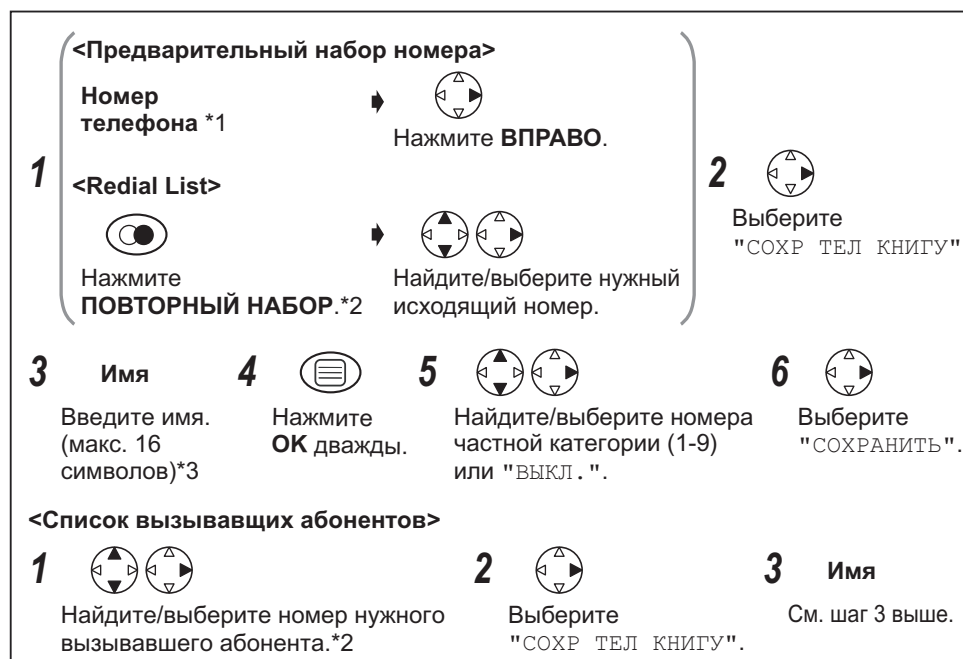 <Предварительный набор номера>
Номер
телефона *1
Нажмите ВПРАВО.
1
<Redial List>
Нажмите
ПОВТОРНЫЙ НАБОР.*2
Найдите/выберите нужный
исходящий номер.
2
Выберите
"СОХР ТЕЛ КНИГУ"
3 Имя
Введите имя.
(макс. 16
символов)*3
4
Нажмите
OK дважды.
5
Найдите/выберите номера
частной категории (1-9)
или "ВЫКЛ.".
6
Выберите
"СОХРАНИТЬ".
<Список вызывавщих абонентов>
1
Найдите/выберите номер нужного
вызывавшего абонента.*2
2
Выберите
"СОХР ТЕЛ КНИГУ".
3 Имя
См. шаг 3 выше.